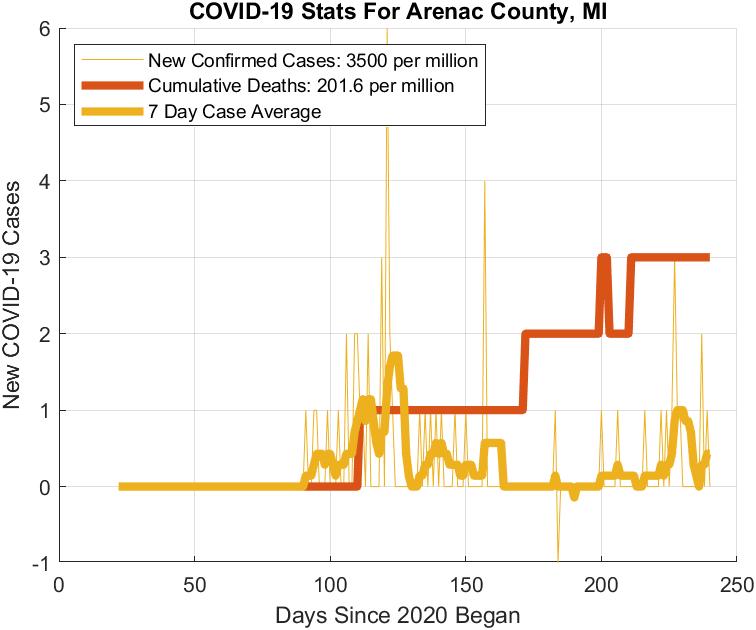 COVID-19 Stats For Arenac County, MI
New Confirmed Cases: 3500 per million
Cumulative Deaths: 201.6 per million
7 Day Case Average
New COVID-19 Cases
6
5
4
3
2
1
0
-1
0 50 100 150 200 250
Days Since 2020 Began